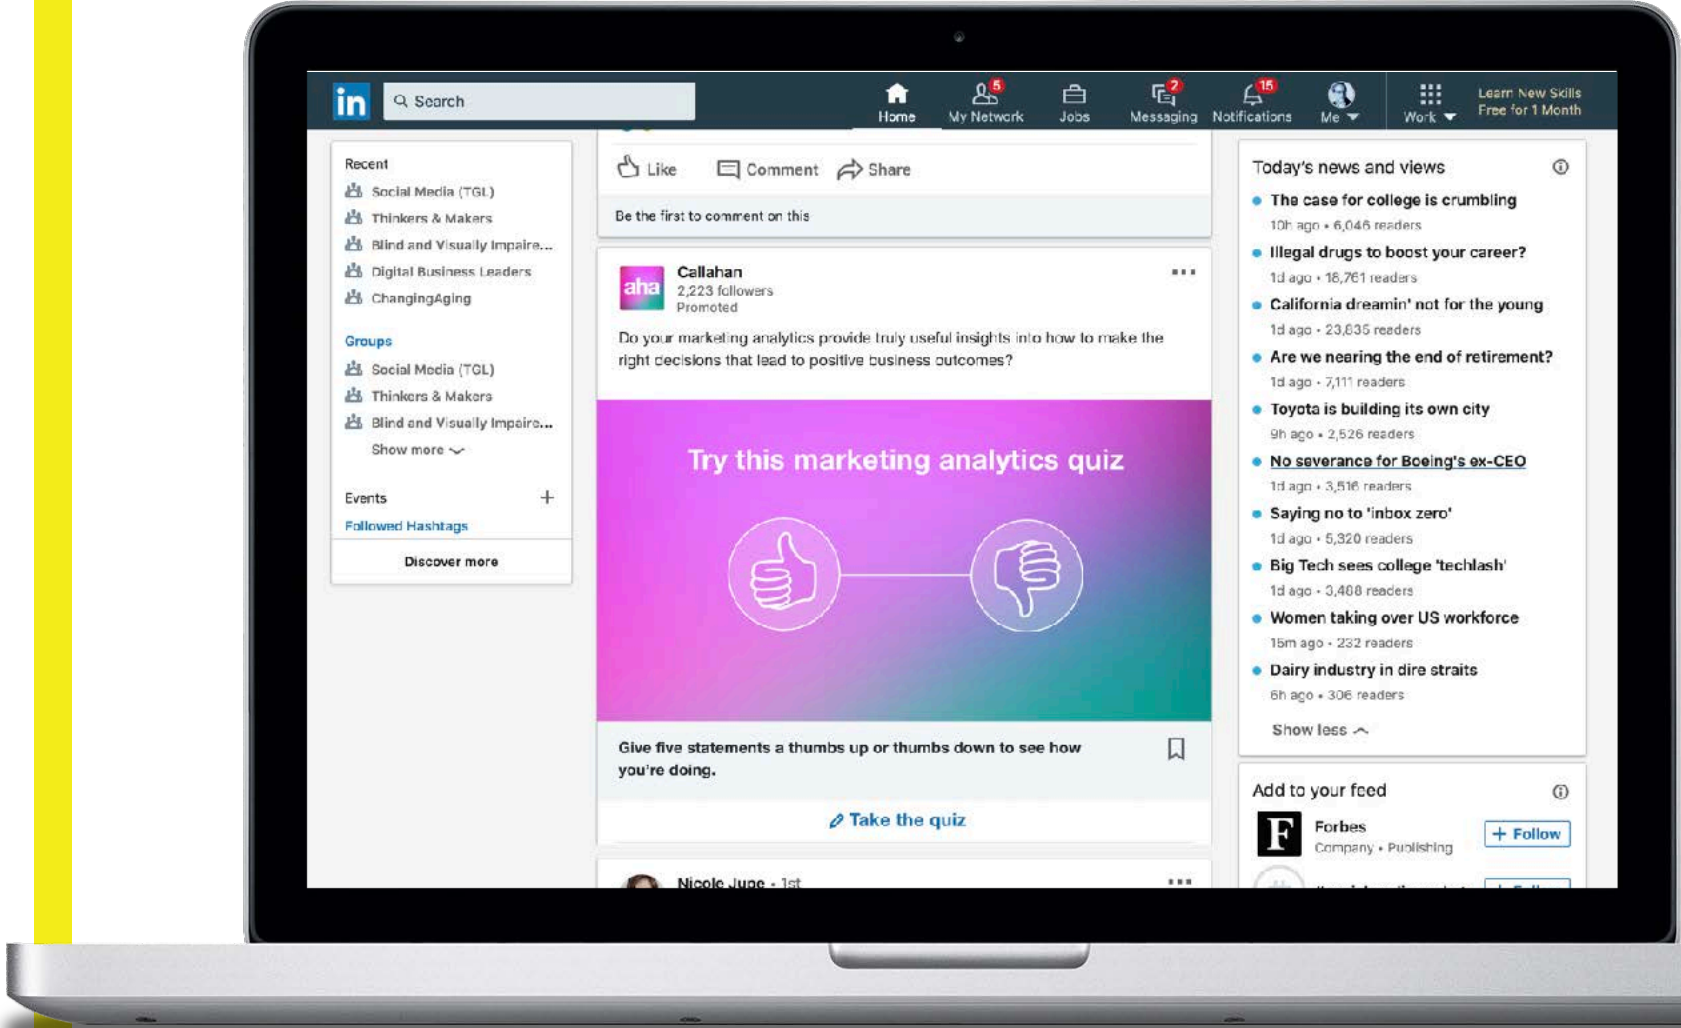 in
Search
5
2
15
Home
My Network
Jobs
Messaging
Notifications
Me
Work
Learn New Skills
Free for 1 Month
Recent
Social Media (TGL)
Thinkers & Makers
Blind and Visually Impaire...
Digital Business Leaders
ChangingAging
Groups
Social Media (TGL)
Thinkers & Makers
Blind and Visually Impaire...
Show more
Events
Followed Hashtags
Discover more
Like
Comment
Share
Be the first to comment on this
aha
Callahan
2,223 followers
Promoted
Do your marketing analytics provide truly useful insights into how to make the
right decisions that lead to positive business outcomes?
Try this marketing analytics quiz
Give five statements a thumbs up or thumbs down to see how
you're doing.
Take the quiz
Nicole June • 1st
Today's news and views
The case for college is crumbling
10h ago • 6,046 readers
Illegal drugs to boost your career?
1d ago • 18,761 readers
California dreamin' not for the young
1d ago • 23,835 readers
Are we nearing the end of retirement?
1d ago • 7,111 readers
Toyota is building its own city
9h ago • 2,526 readers
No severance for Boeing's ex-CEO
1d ago • 3,516 readers
Saying no to 'inbox zero'
1d ago • 5,320 readers
Big Tech sees college 'techlash'
1d ago • 3,488 readers
Women taking over US workforce
15m ago • 232 readers
Dairy industry in dire straits
6h ago • 306 readers
Show less
Add to your feed
F
Forbes
Company • Publishing
+ Follow